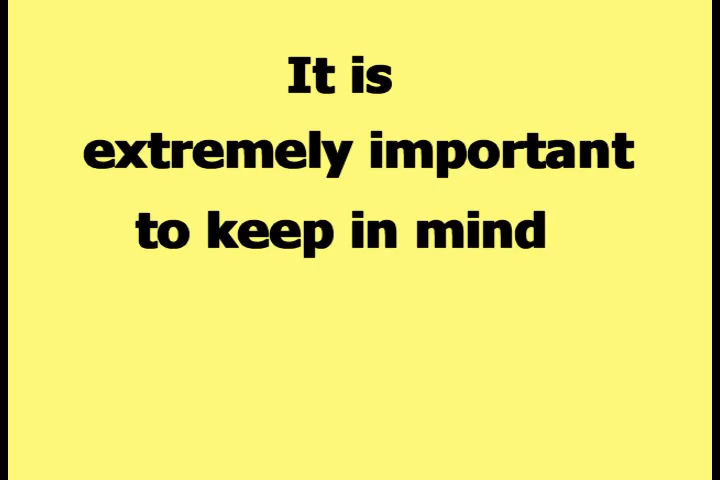 It is
extremely important
to keep in mind